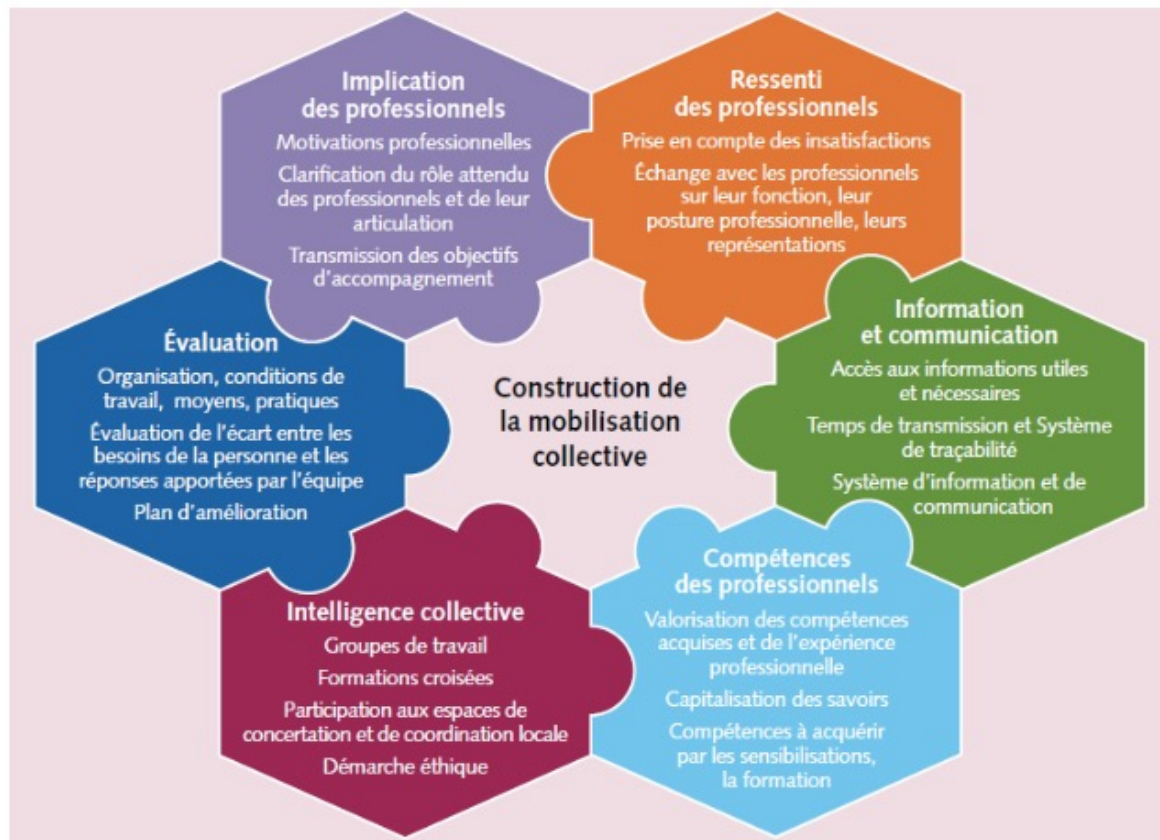 Implication
des professionnels
Motivations professionnelles
Clarification du rôle attendu
des professionnels et de leur
articulation
Transmission des objectifs
d'accompagnement
Ressenti
des professionnels
Prise en compte des insatisfactions
Échange avec les professionnels
sur leur fonction, leur
posture professionnelle, leurs
représentations
Évaluation
Organisation, conditions de
travail, moyens, pratiques
Évaluation de l'écart entre les
besoins de la personne et les
réponses apportées par l'équipe
Plan d'amélioration
Construction de
la mobilisation
collective
Information
et communication
Accès aux informations utiles
et nécessaires
Temps de transmission et Système
de traçabilité
Système d'information et de
communication
Intelligence collective
Groupes de travail
Formations croisées
Participation aux espaces de
concertation et de coordination locale
Démarche éthique
Compétences
des professionnels
Valorisation des compétences
acquises et de l'expérience
professionnelle
Capitalisation des savoirs
Compétences à acquérir
par les sensibilisations,
la formation